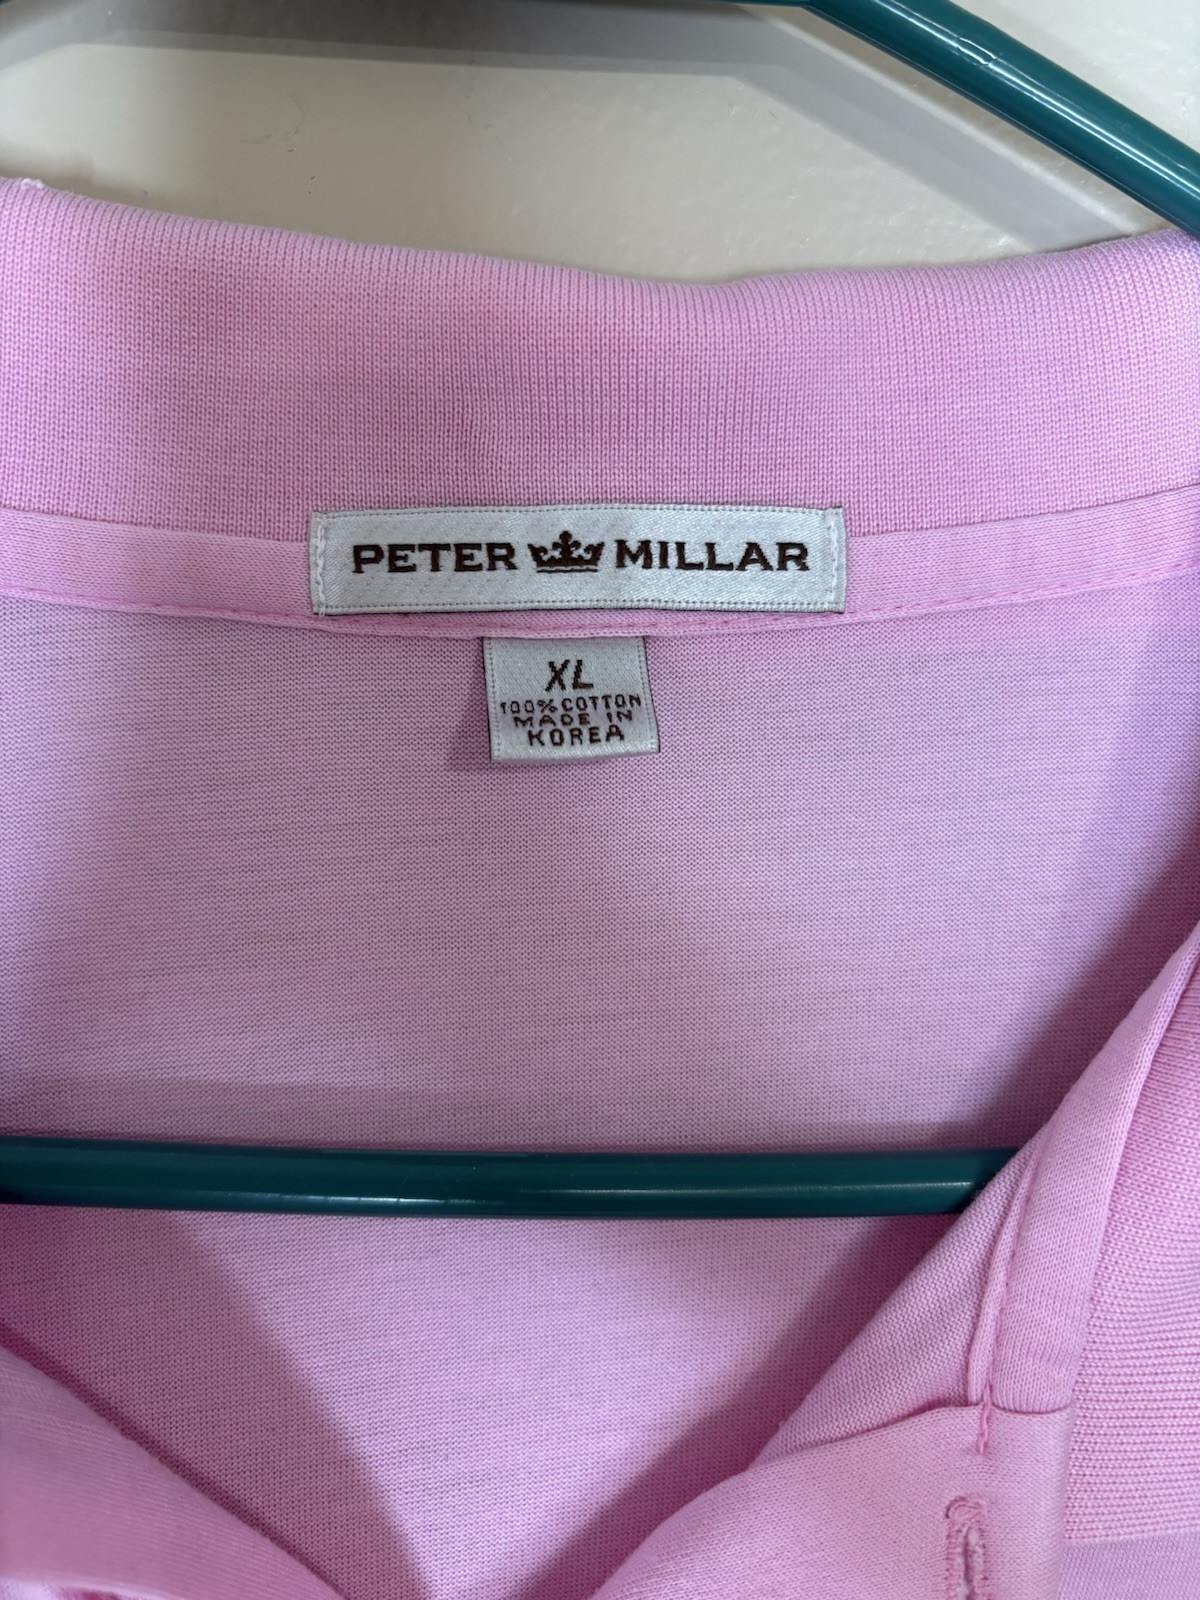 PETER MILLAR
XL
100% COTTON
MADE IN
KOREA